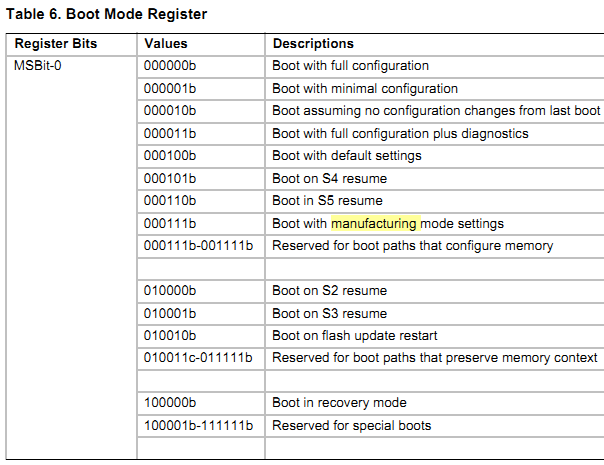 Table 6. Boot Mode Register
Register Bits Values Descriptions
MSBit-0 000000b Boot with full configuration
000001b Boot with minimal configuration
000010b Boot assuming no configuration changes from last boot
000011b Boot with full configuration plus diagnostics
000100b Boot with default settings
000101b Boot on S4 resume
000110b Boot in S5 resume
000111b Boot with manufacturing mode settings
000111b-001111b Reserved for boot paths that configure memory
010000b Boot on S2 resume
010001b Boot on S3 resume
010010b Boot on flash update restart
010011c-011111b Reserved for boot paths that preserve memory context
100000b Boot in recovery mode
100001b-111111b Reserved for special boots